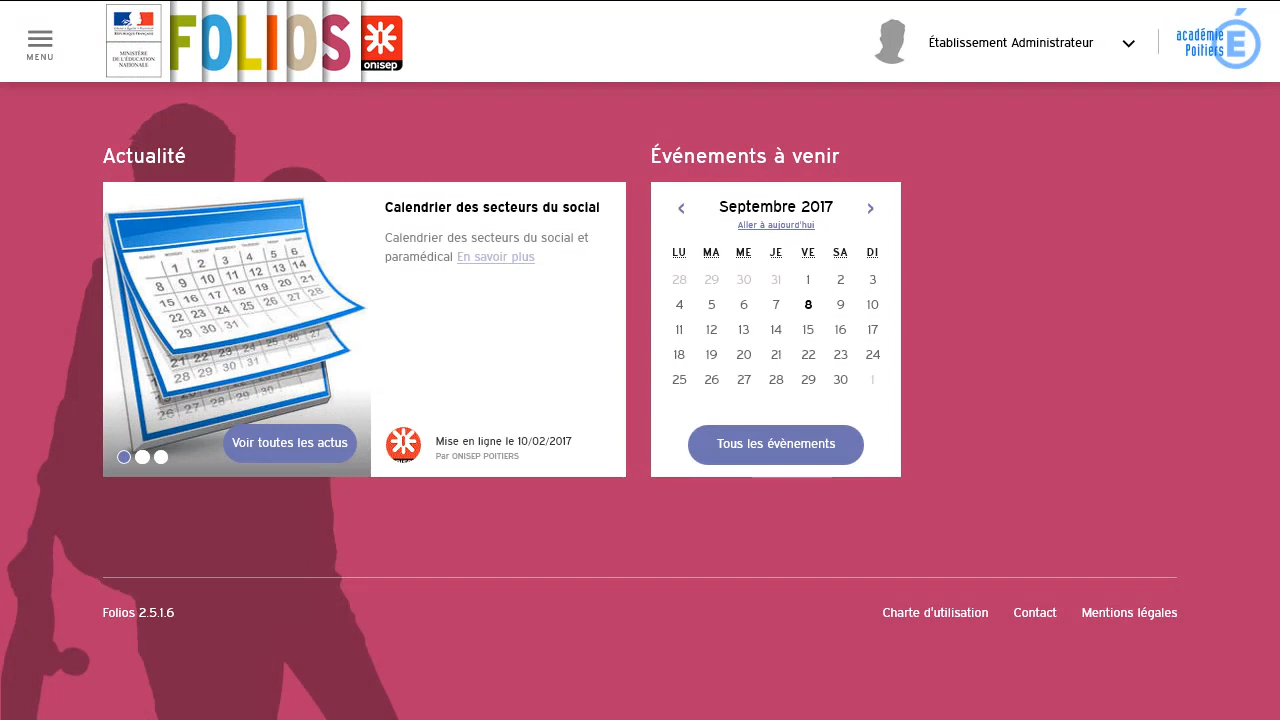 MENU
RÉPUBLIQUE FRANÇAISE
MINISTÈRE
DE L'ÉDUCATION
NATIONALE
FOLIOS
onisep
Établissement Administrateur
académie
Poitiers
É
Actualité
Événements à venir
Calendrier des secteurs du social
Calendrier des secteurs du social et
paramédical En savoir plus
Voir toutes les actus
Mise en ligne le 10/02/2017
Par ONISEP POITIERS
Septembre 2017
Aller à aujourd'hui
LU MA ME JE VE SA DI
28 29 30 31 1 2 3
4 5 6 7 8 9 10
11 12 13 14 15 16 17
18 19 20 21 22 23 24
25 26 27 28 29 30 1
Tous les évènements
Folios 2.5.1.6
Charte d'utilisation Contact Mentions légales